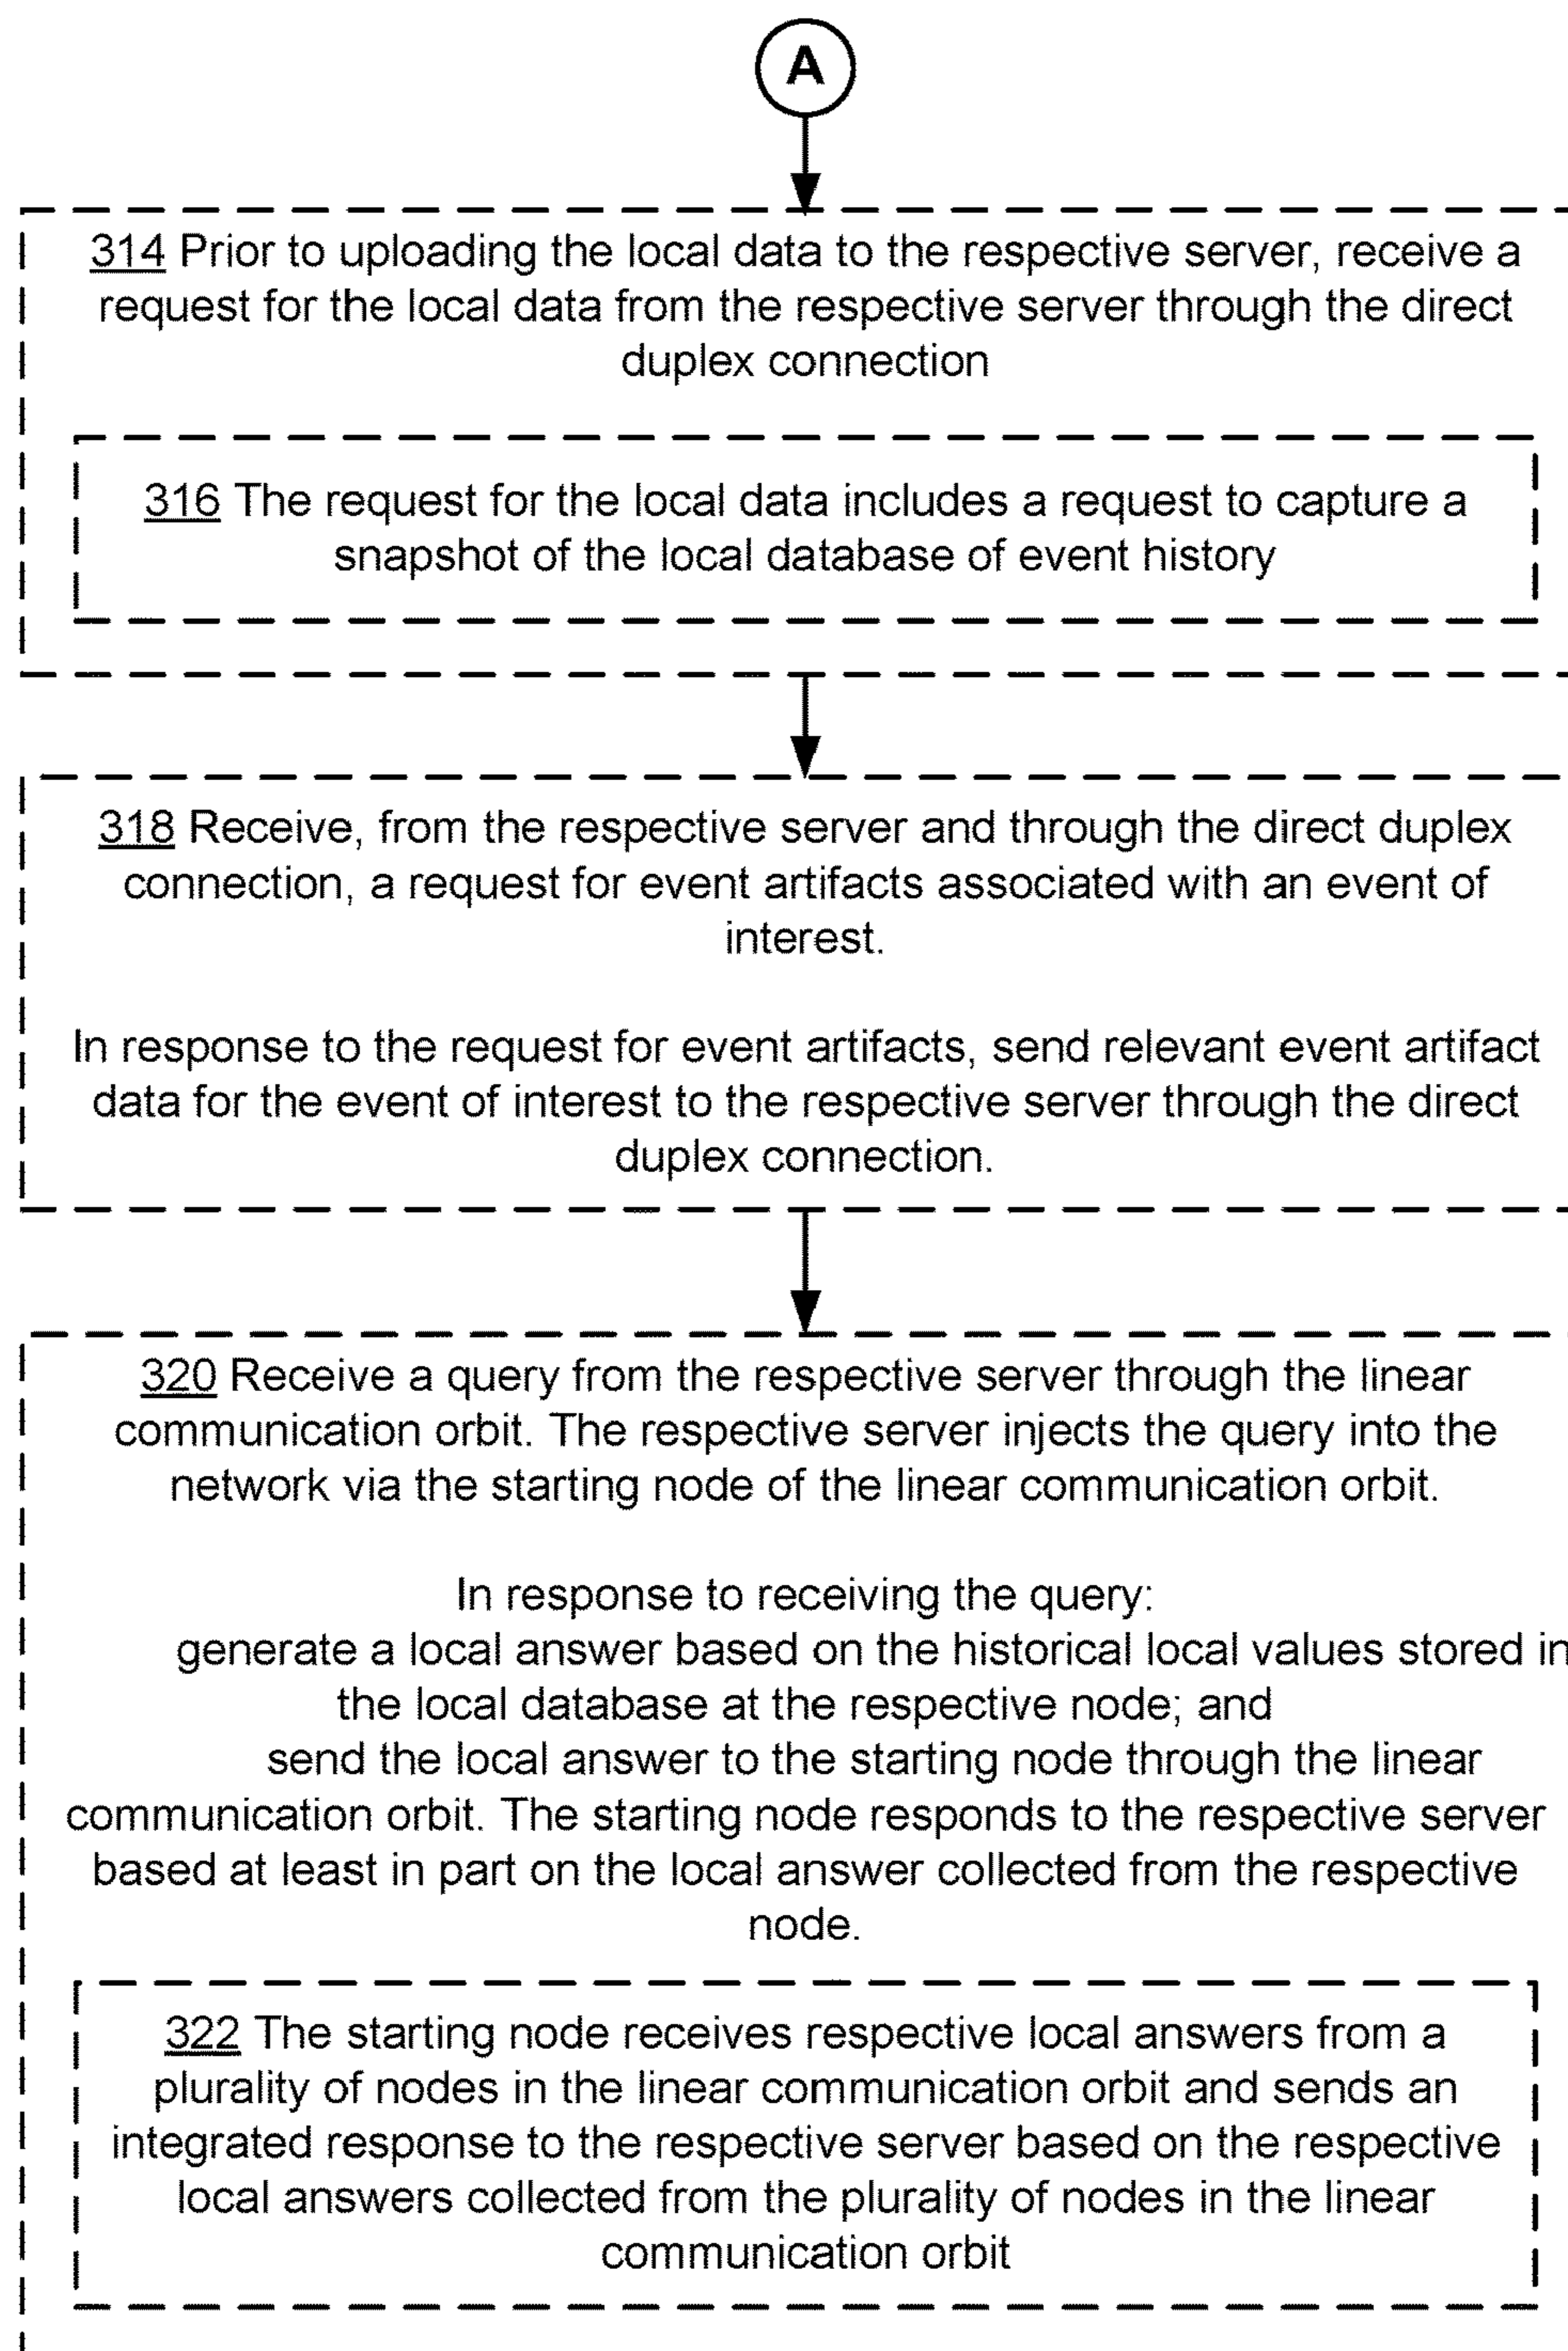 A
314 Prior to uploading the local data to the respective server, receive a
request for the local data from the respective server through the direct
duplex connection
316 The request for the local data includes a request to capture a
snapshot of the local database of event history
318 Receive, from the respective server and through the direct duplex
connection, a request for event artifacts associated with an event of
interest.
In response to the request for event artifacts, send relevant event artifact
data for the event of interest to the respective server through the direct
duplex connection.
320 Receive a query from the respective server through the linear
communication orbit. The respective server injects the query into the
network via the starting node of the linear communication orbit.
In response to receiving the query:
generate a local answer based on the historical local values stored in
the local database at the respective node; and
send the local answer to the starting node through the linear
communication orbit. The starting node responds to the respective server
based at least in part on the local answer collected from the respective
node.
322 The starting node receives respective local answers from a
plurality of nodes in the linear communication orbit and sends an
integrated response to the respective server based on the respective
local answers collected from the plurality of nodes in the linear
communication orbit